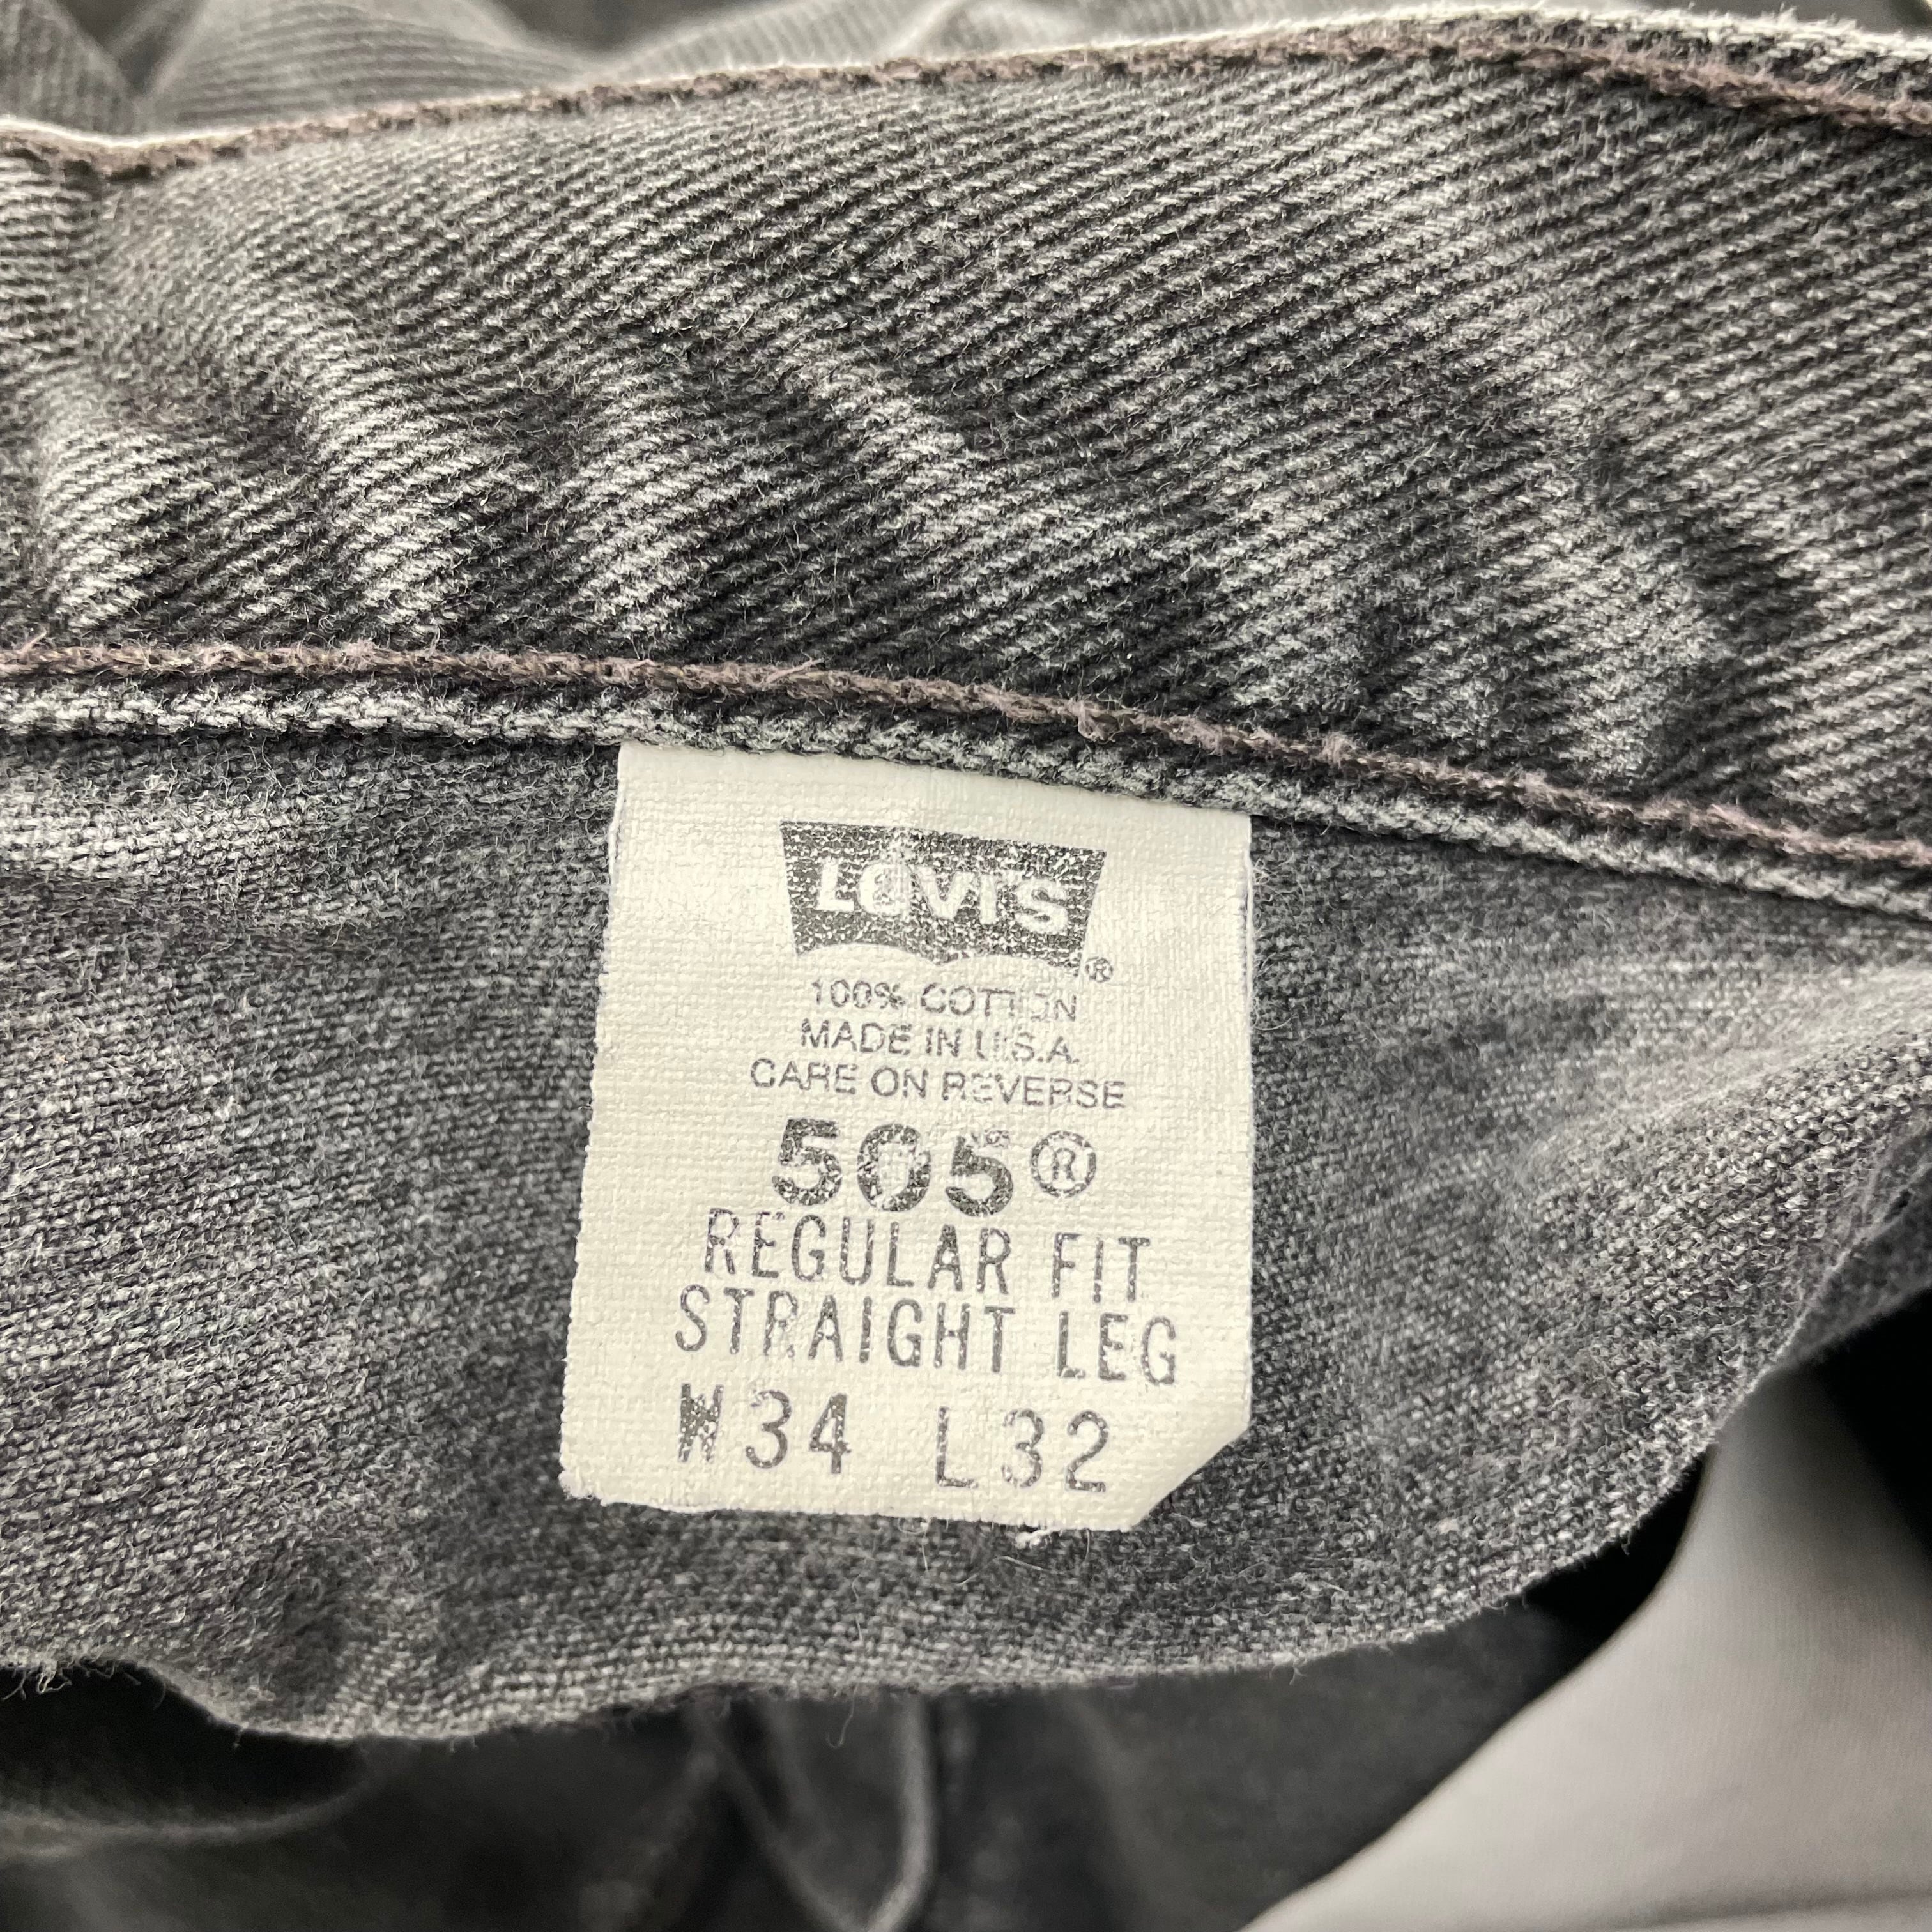 LEVI'S®
100% COTTON
MADE IN U.S.A.
CARE ON REVERSE
505®
REGULAR FIT
STRAIGHT LEG
W34 L32